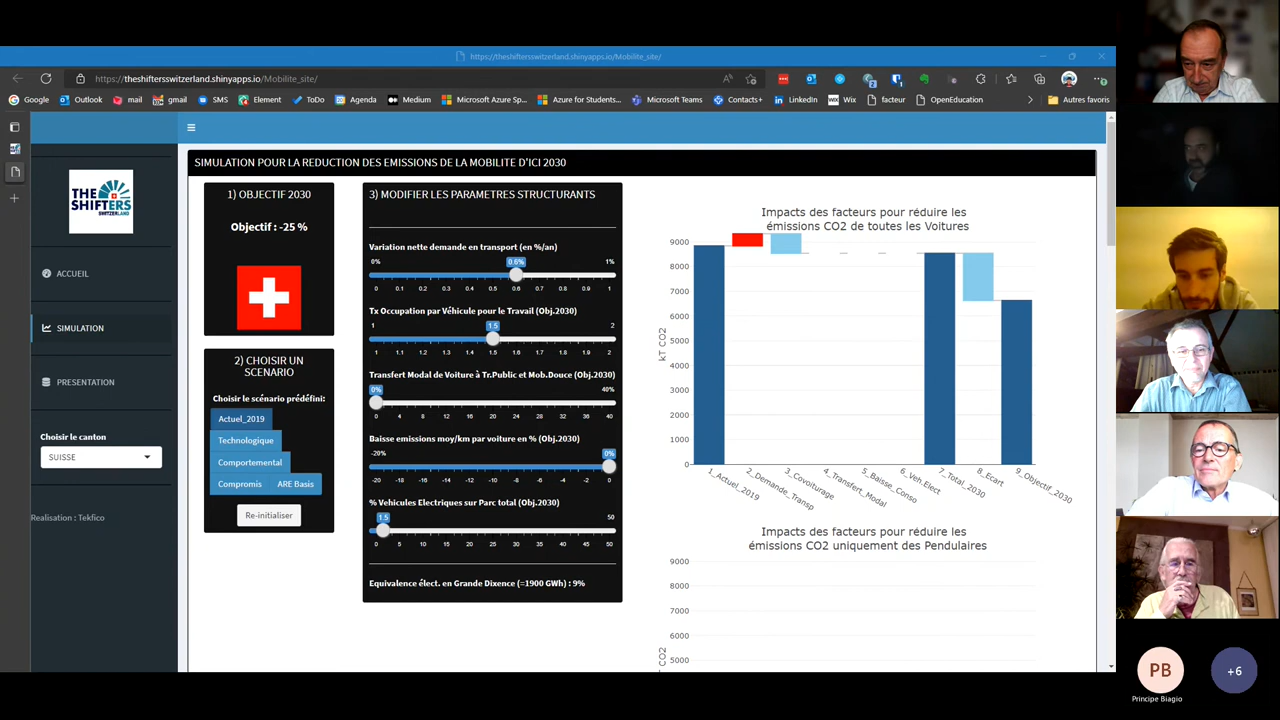 https://theshiftersswitzerland.shinyapps.io/Mobilite_site/
https://theshiftersswitzerland.shinyapps.io/Mobilite_site/
Google Outlook mail gmail SMS Element ToDo Agenda Medium Microsoft Azure Sp... Azure for Students... Microsoft Teams Contacts+ LinkedIn Wix facteur OpenEducation Autres favoris
THE
SHIFTERS
SWITZERLAND
ACCUEIL
SIMULATION
PRESENTATION
Choisir le canton
SUISSE
Realisation : Tekfico
SIMULATION POUR LA REDUCTION DES EMISSIONS DE LA MOBILITE D'ICI 2030
1) OBJECTIF 2030
Objectif : -25 %
2) CHOISIR UN
SCENARIO
Choisir le scénario prédéfini:
Actuel_2019
Technologique
Comportemental
Compromis ARE Basis
Re-initialiser
3) MODIFIER LES PARAMETRES STRUCTURANTS
Variation nette demande en transport (en %/an)
0% 0.6% 1%
0 0.1 0.2 0.3 0.4 0.5 0.6 0.7 0.8 0.9 1
Tx Occupation par Véhicule pour le Travail (Obj.2030)
1 1.5 2
1 1.1 1.2 1.3 1.4 1.5 1.6 1.7 1.8 1.9 2
Transfert Modal de Voiture à Tr.Public et Mob.Douce (Obj.2030)
0% 40%
0 4 8 12 16 20 24 28 32 36 40
Baisse emissions moy/km par voiture en % (Obj.2030)
-20% 0%
-20 -18 -16 -14 -12 -10 -8 -6 -4 -2 0
% Vehicules Electriques sur Parc total (Obj.2030)
1.5 50
0 5 10 15 20 25 30 35 40 45 50
Equivalence élect. en Grande Dixence (=1900 GWh) : 9%
Impacts des facteurs pour réduire les
émissions CO2 de toutes les Voitures
9000
8000
7000
6000
5000
4000
3000
2000
1000
0
kT CO2
1_Actuel_2019
2_Demande_Transp
3_Covoiturage
4_Transfert_Modal
5_Baisse_Conso
6_Veh.Elect
7_Total_2030
8_Ecart
9_Objectif_2030
Impacts des facteurs pour réduire les
émissions CO2 uniquement des Pendulaires
9000
8000
7000
6000
5000
CO2
PB
Principe Biagio
+6